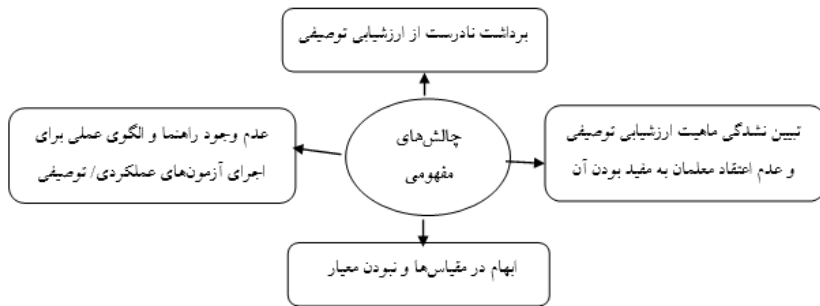 برداشت نادرست از ارزشیابی توصیفی
تبیین نشدگی ماهیت ارزشیابی توصیفی
و عدم اعتقاد معلمان به مفید بودن آن
چالش‌های
مفهومی
عدم وجود راهنما و الگوی عملی برای
اجرای آزمون‌های عملکردی/ توصیفی
ابهام در مقیاس‌ها و نبودن معیار